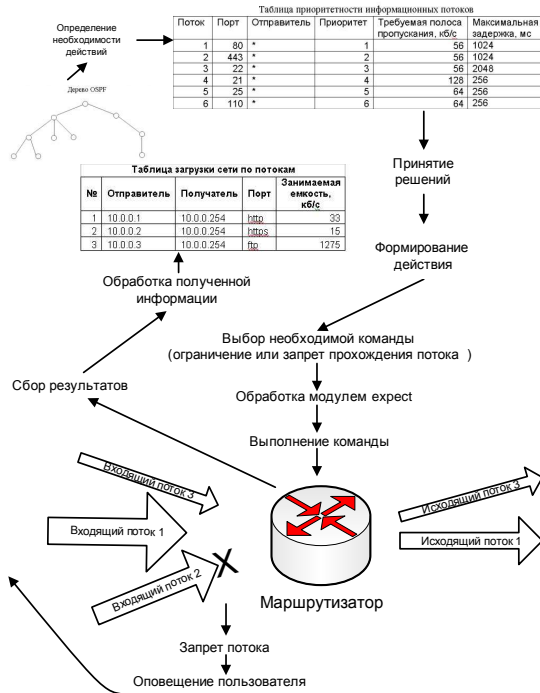 Таблица приоритетности информационных потоков
Поток Порт Отправитель Приоритет Требуемая полоса пропускания, кб/с Максимальная задержка, мс
1 80 * 1 56 1024
2 443 * 2 56 1024
3 22 * 3 56 2048
4 21 * 4 128 256
5 25 * 5 64 256
6 110 * 6 64 256
Определение
необходимости
действий
Дерево OSPF
Таблица загрузки сети по потокам
№ Отправитель Получатель Порт Занимаемая емкость, кб/с
1 10.0.0.1 10.0.0.254 http 33
2 10.0.0.2 10.0.0.254 https 15
3 10.0.0.3 10.0.0.254 ftp 1275
Принятие
решений
Формирование
действия
Обработка полученной
информации
Выбор необходимой команды
(ограничение или запрет прохождения потока )
Сбор результатов
Обработка модулем expect
Выполнение команды
Входящий поток 3
Входящий поток 1
Входящий поток 2
X
Исходящий поток 3
Исходящий поток 1
Маршрутизатор
Запрет потока
Оповещение пользователя